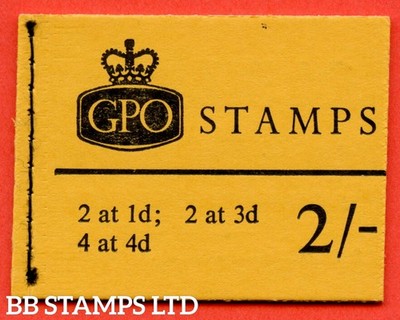 GPO STAMPS
2 at 1d; 2 at 3d
4 at 4d
2/-
BB STAMPS LTD